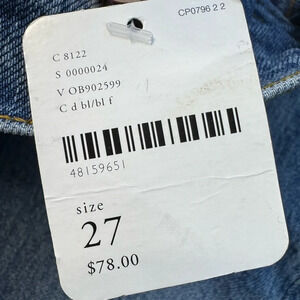 CP0796 2 2
C 8122
S 0000024
V OB902599
C d bl/bl f
48159651
size
27
$78.00